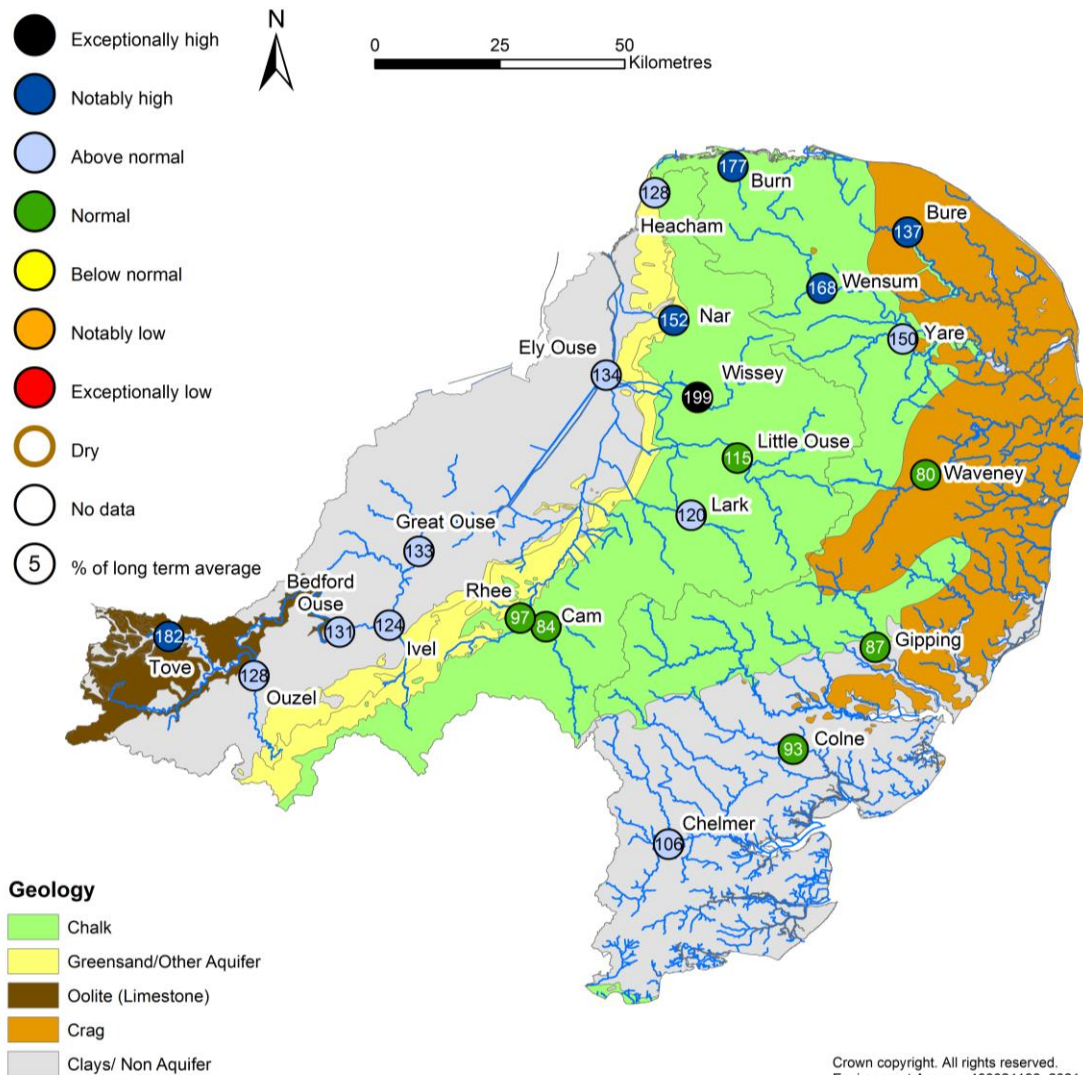 Exceptionally high
Notably high
Above normal
Normal
Below normal
Notably low
Exceptionally low
Dry
No data
5 % of long term average
N
0 25 50
Kilometres
177
Burn
128
Heacham
Bure
137
168
Wensum
152
Nar
150
Yare
Ely Ouse
134
Wissey
199
Little Ouse
115
80
Waveney
Lark
120
Great Ouse
133
Bedford
Ouse
131
124
Ivel
Rhee
97
Cam
84
182
Tove
128
Ouzel
87
Gipping
Colne
93
Chelmer
106
Geology
Chalk
Greensand/Other Aquifer
Oolite (Limestone)
Crag
Clays/ Non Aquifer
Crown copyright. All rights reserved.